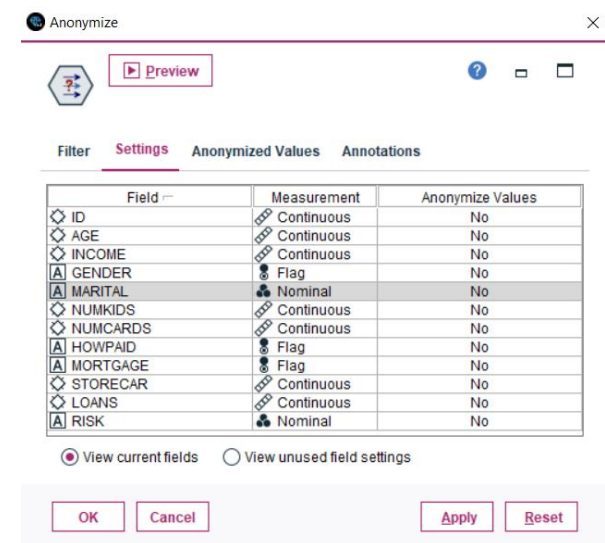 Anonymize
Preview
?
Filter Settings Anonymized Values Annotations
Field Measurement Anonymize Values
ID Continuous No
AGE Continuous No
INCOME Continuous No
A GENDER Flag No
A MARITAL Nominal No
NUMKIDS Continuous No
NUMCARDS Continuous No
A HOWPAID Flag No
A MORTGAGE Flag No
STORECAR Continuous No
LOANS Continuous No
A RISK Nominal No
View current fields View unused field settings
OK Cancel Apply Reset